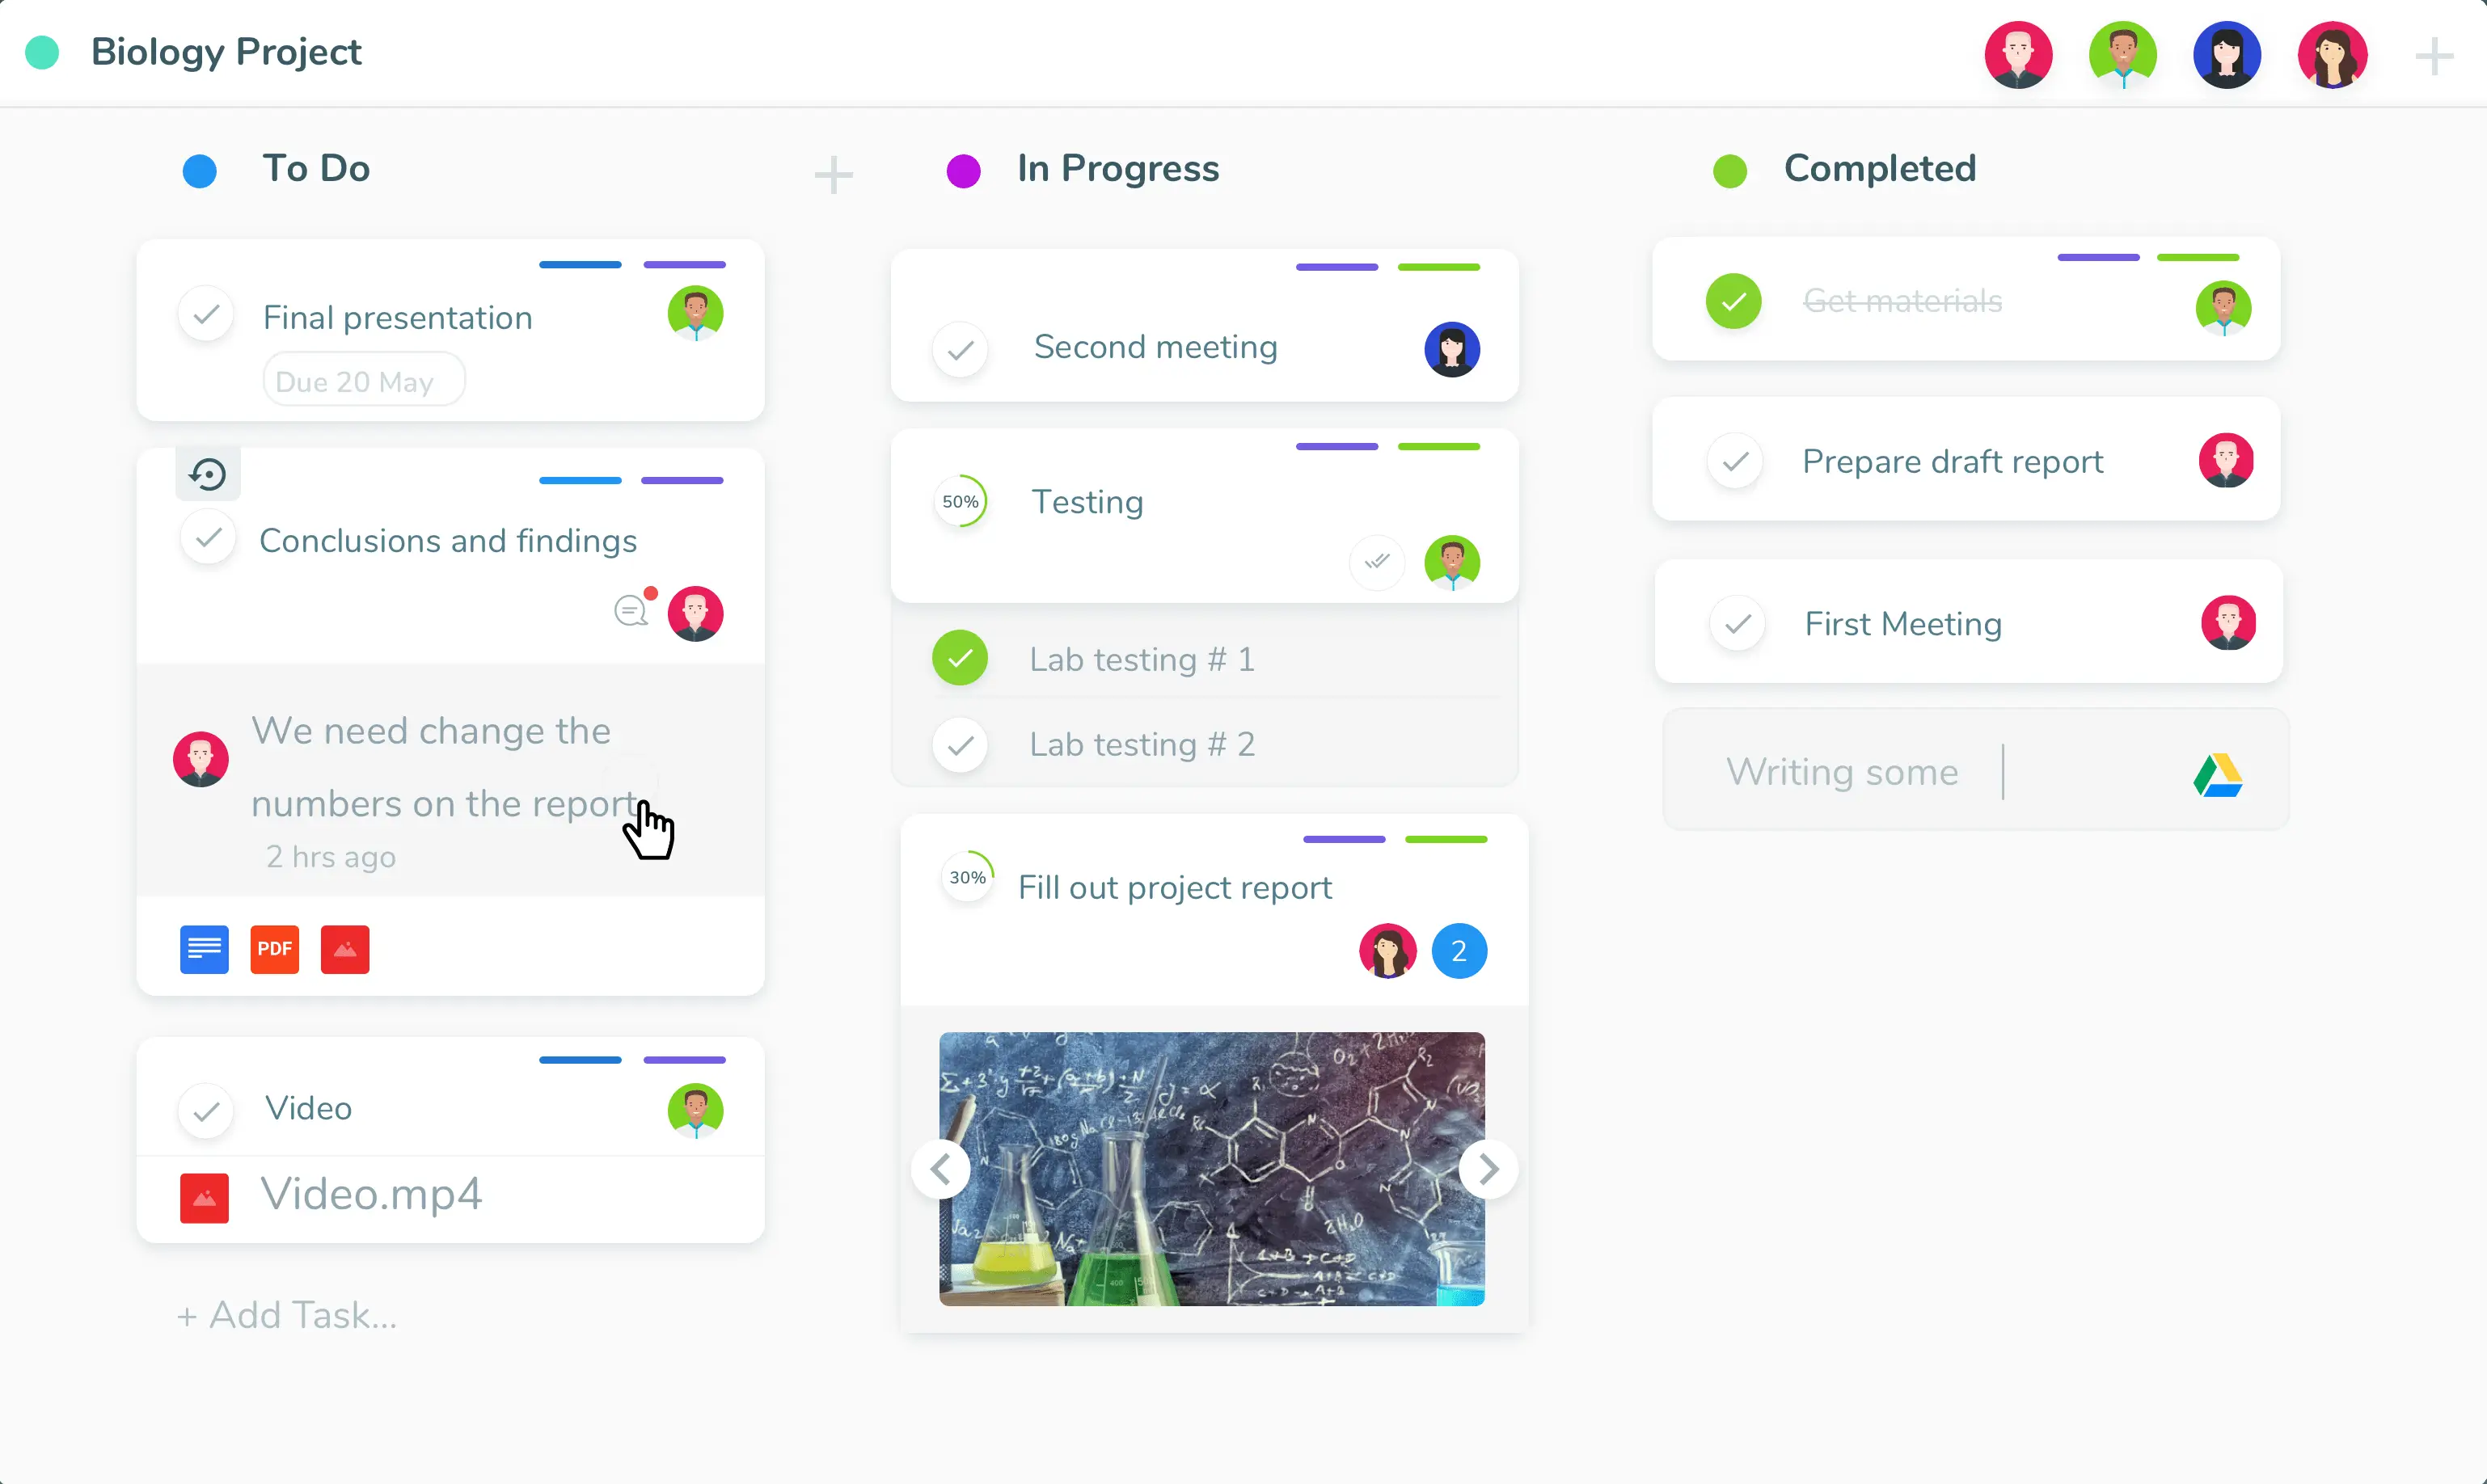 Biology Project
To Do
Final presentation
Due 20 May
Conclusions and findings
We need change the
numbers on the report
2 hrs ago
PDF
Video
Video.mp4
+ Add Task...
In Progress
Second meeting
50%
Testing
Lab testing # 1
Lab testing # 2
30%
Fill out project report
2
Completed
Get materials
Prepare draft report
First Meeting
Writing some